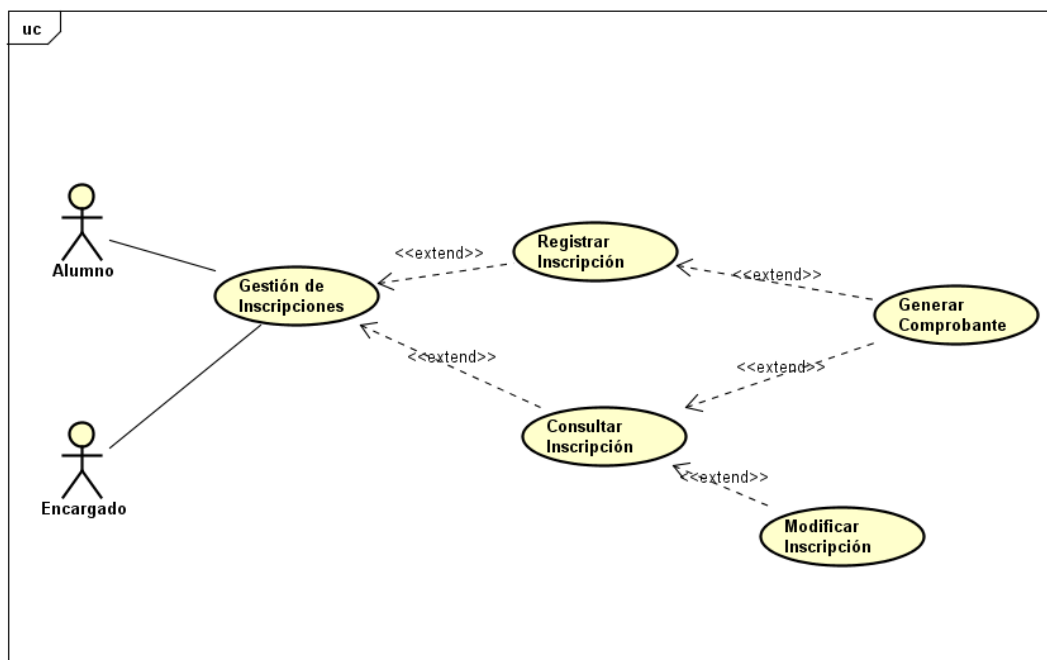 uc
Alumno
Gestión de
Inscripciones
Encargado
<<extend>>
Registrar
Inscripción
<<extend>>
Generar
Comprobante
<<extend>>
<<extend>>
Consultar
Inscripción
<<extend>>
Modificar
Inscripción